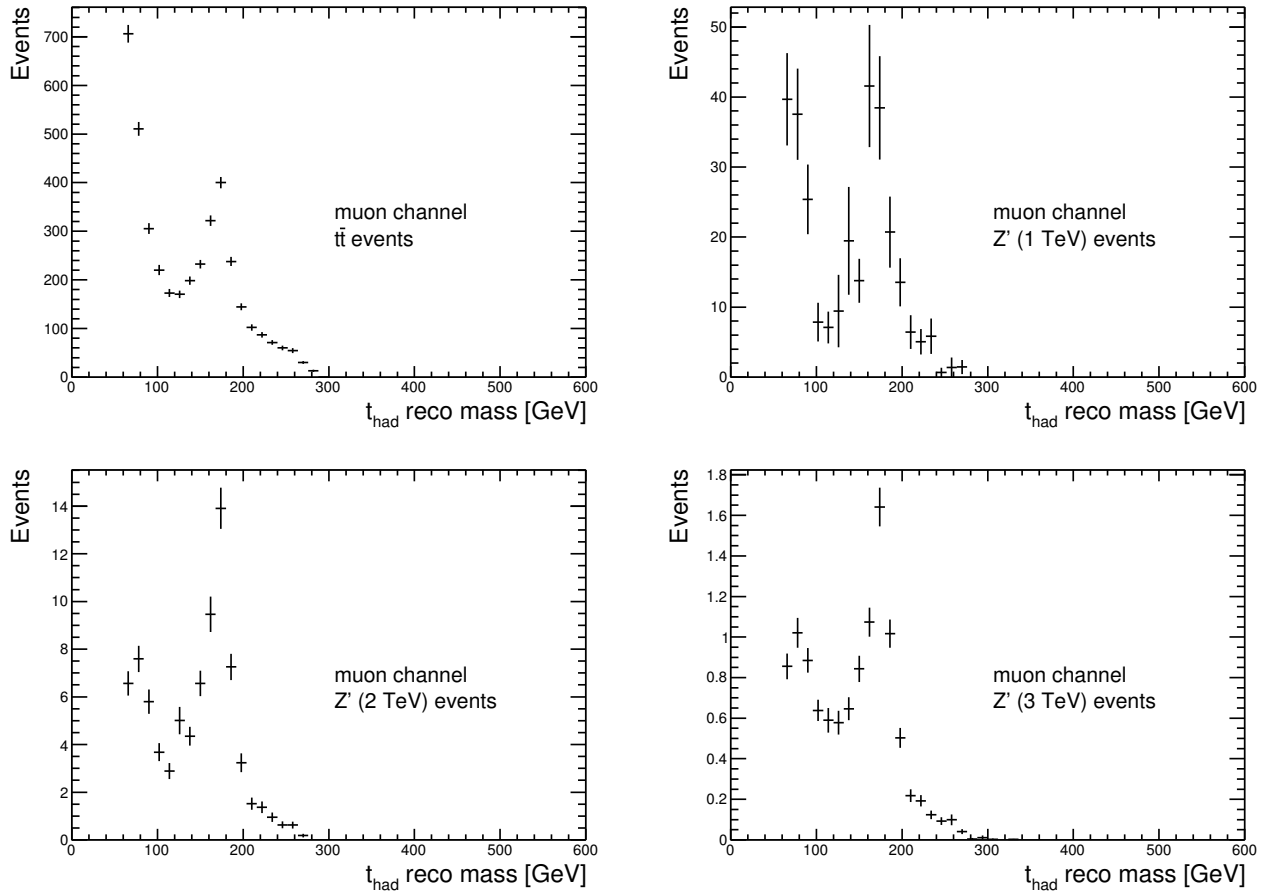 Events
700
600
500
400
300
200
100
0
muon channel
tt̄ events
0 100 200 300 400 500 600
t_had reco mass [GeV]
Events
50
40
30
20
10
0
muon channel
Z' (1 TeV) events
0 100 200 300 400 500 600
t_had reco mass [GeV]
Events
14
12
10
8
6
4
2
0
muon channel
Z' (2 TeV) events
0 100 200 300 400 500 600
t_had reco mass [GeV]
Events
1.8
1.6
1.4
1.2
1
0.8
0.6
0.4
0.2
0
muon channel
Z' (3 TeV) events
0 100 200 300 400 500 600
t_had reco mass [GeV]